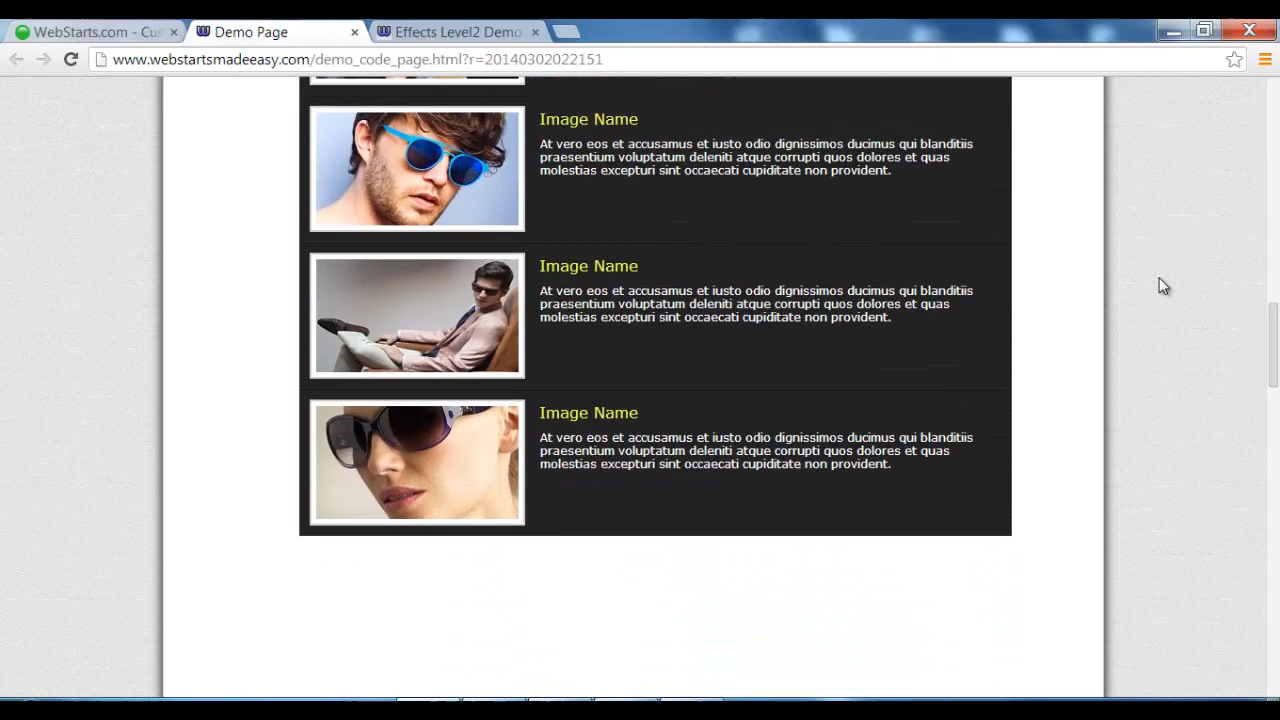 WebStarts.com - Cus
Demo Page
Effects Level2 Demo
www.webstartsmadeeasy.com/demo_code_page.html?r=20140302022151
Image Name
At vero eos et accusamus et iusto odio dignissimos ducimus qui blanditiis
praesentium voluptatum deleniti atque corrupti quos dolores et quas
molestias excepturi sint occaecati cupiditate non provident.
Image Name
At vero eos et accusamus et iusto odio dignissimos ducimus qui blanditiis
praesentium voluptatum deleniti atque corrupti quos dolores et quas
molestias excepturi sint occaecati cupiditate non provident.
Image Name
At vero eos et accusamus et iusto odio dignissimos ducimus qui blanditiis
praesentium voluptatum deleniti atque corrupti quos dolores et quas
molestias excepturi sint occaecati cupiditate non provident.